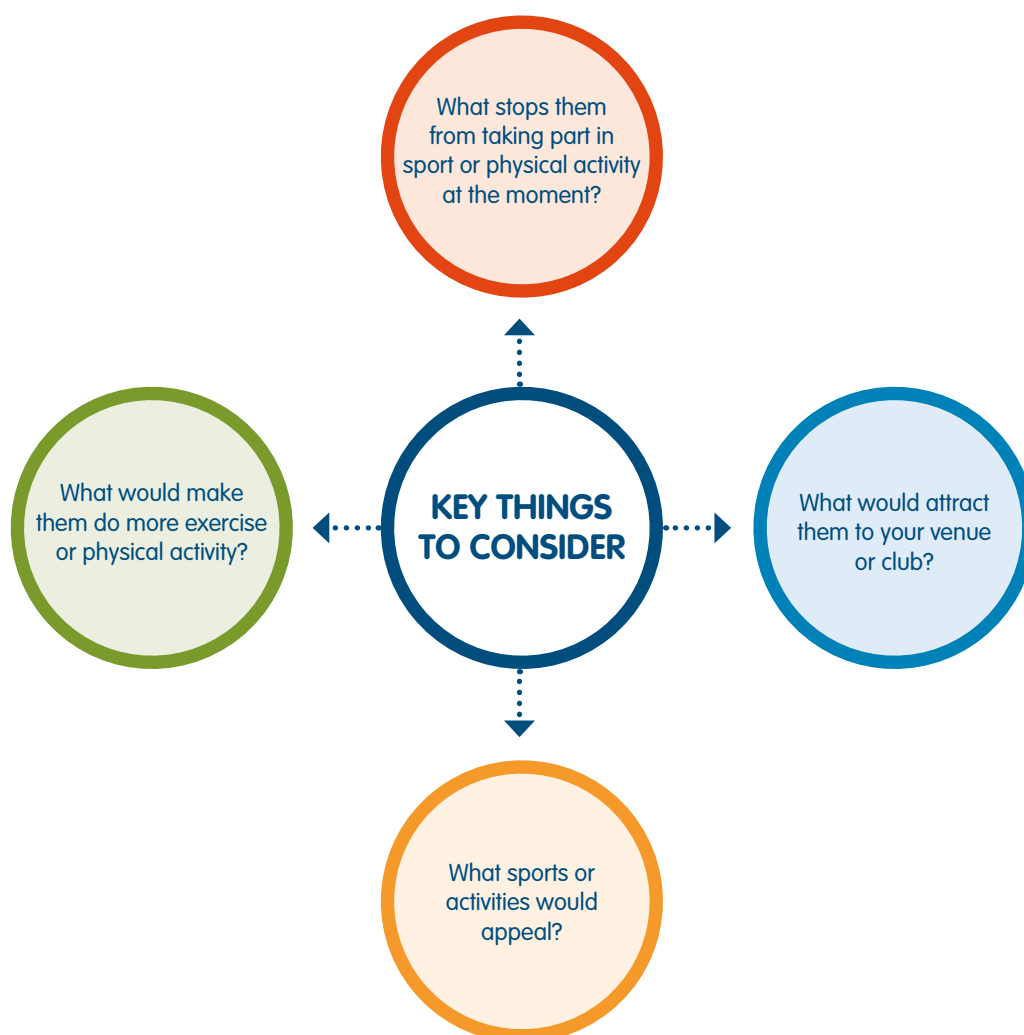 What stops them
from taking part in
sport or physical activity
at the moment?
What would make
them do more exercise
or physical activity?
KEY THINGS
TO CONSIDER
What would attract
them to your venue
or club?
What sports or
activities would
appeal?